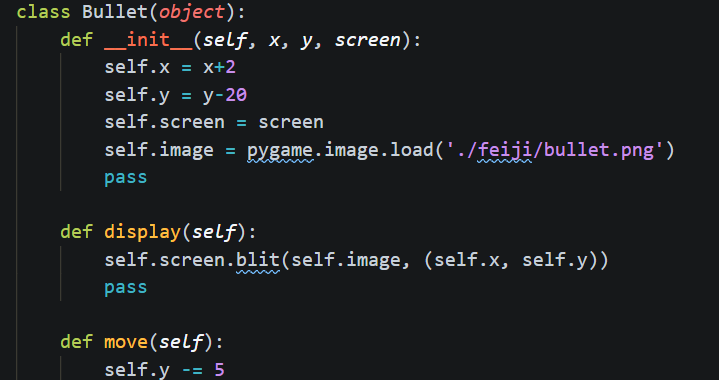 class Bullet(object):
    def __init__(self, x, y, screen):
        self.x = x+2
        self.y = y-20
        self.screen = screen
        self.image = pygame.image.load('./feiji/bullet.png')
        pass

    def display(self):
        self.screen.blit(self.image, (self.x, self.y))
        pass

    def move(self):
        self.y -= 5